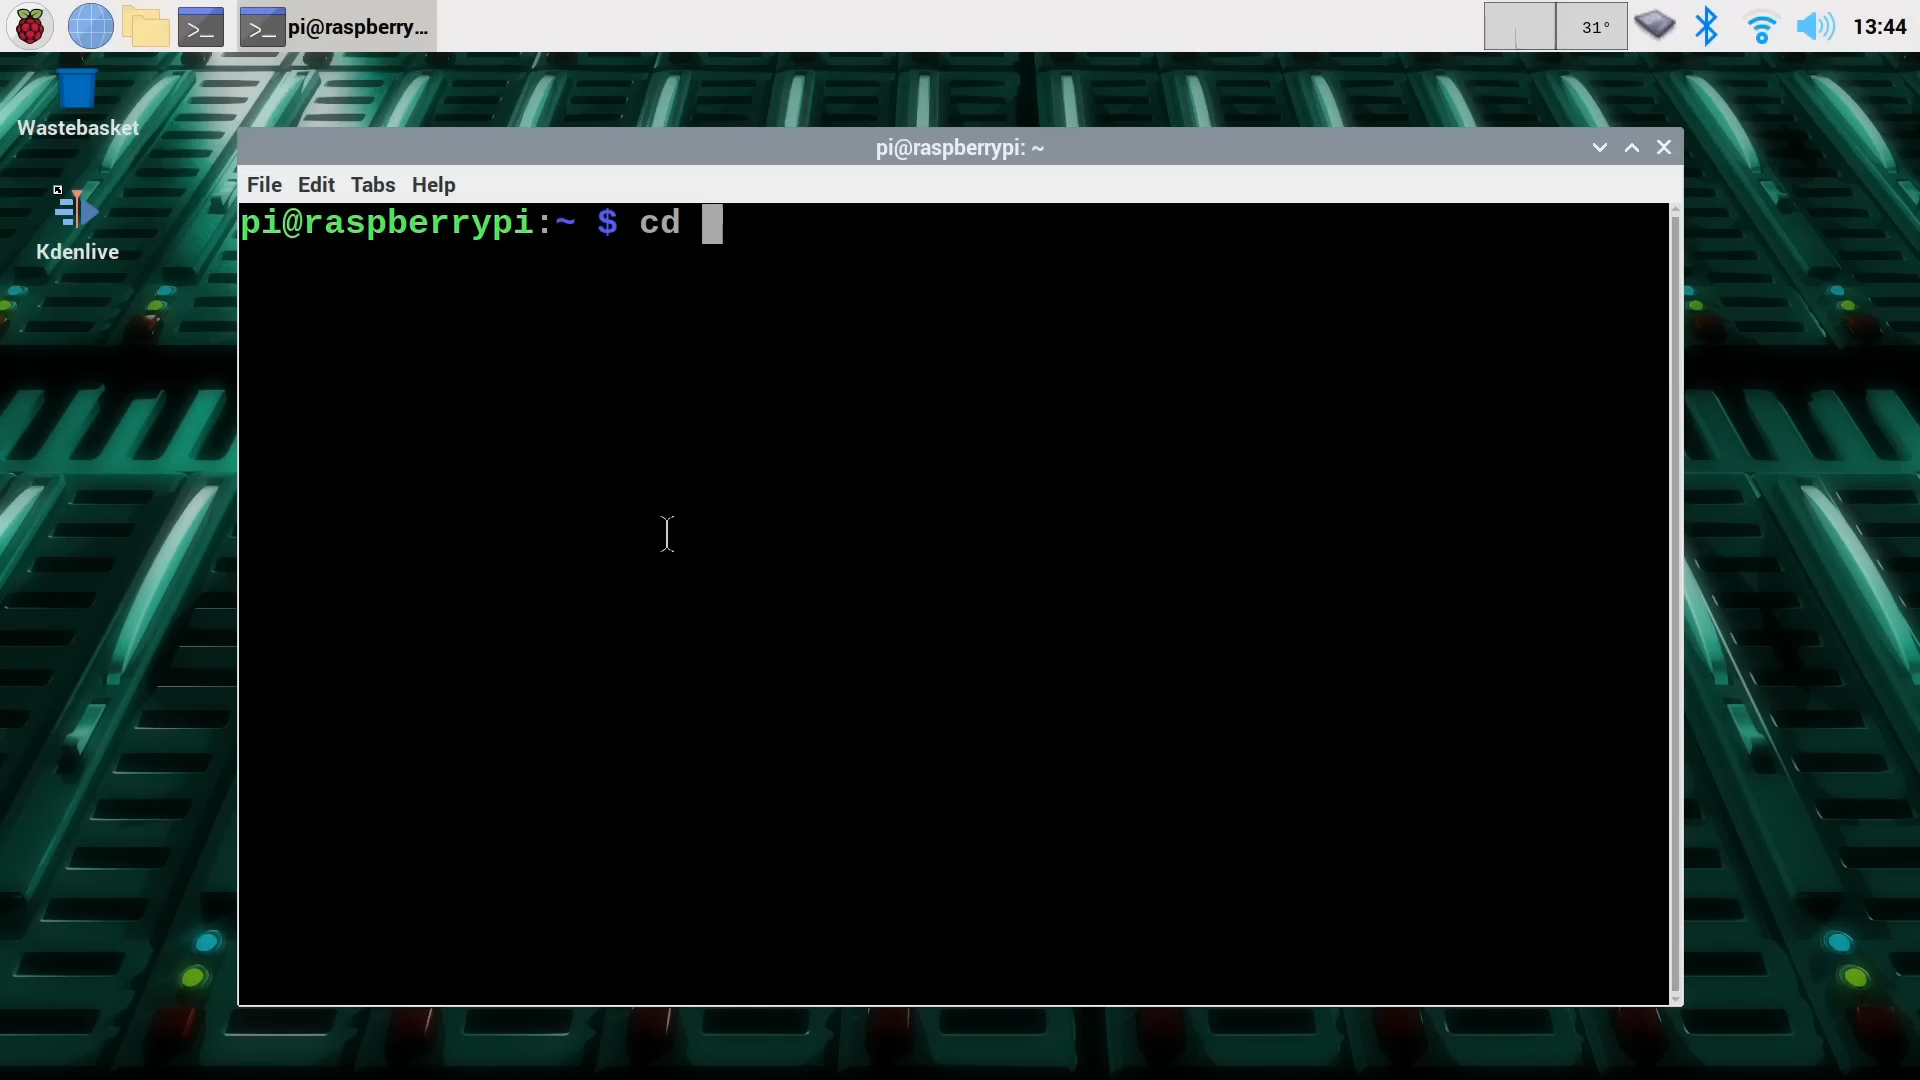 pi@raspberry...
31°
13:44
Wastebasket
pi@raspberrypi: ~
File Edit Tabs Help
pi@raspberrypi:~ $ cd
Kdenlive